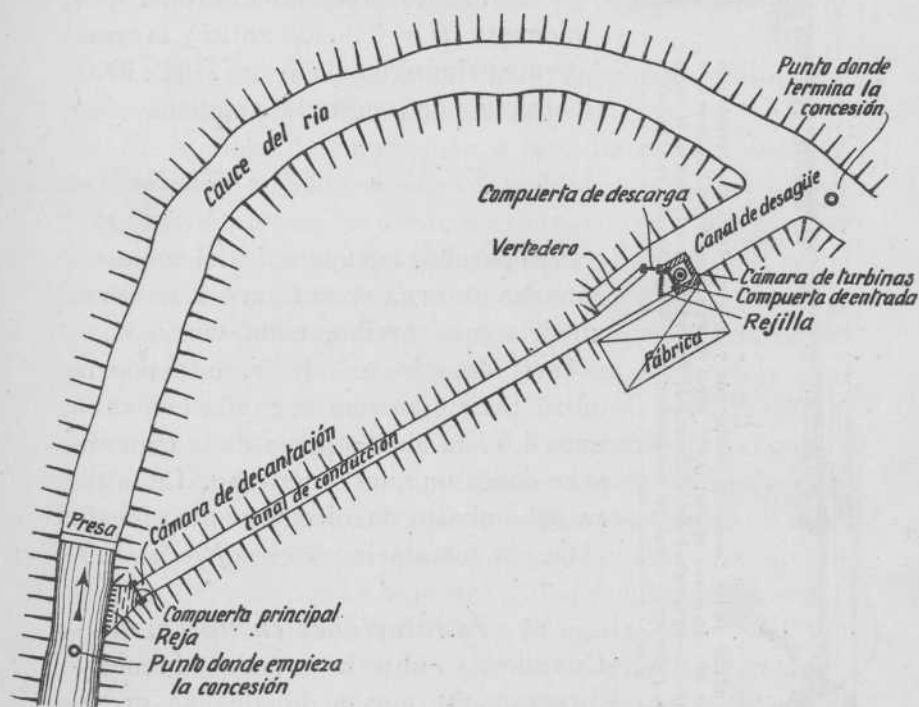 Punto donde
termina la
concesión
Cauce del rio
Compuerta de descarga
Canal de desagüe
Vertedero
Cámara de turbinas
Compuerta de entrada
Rejilla
Fábrica
Cámara de decantación
Canal de conducción
Presa
Compuerta principal
Reja
Punto donde empieza
la concesión